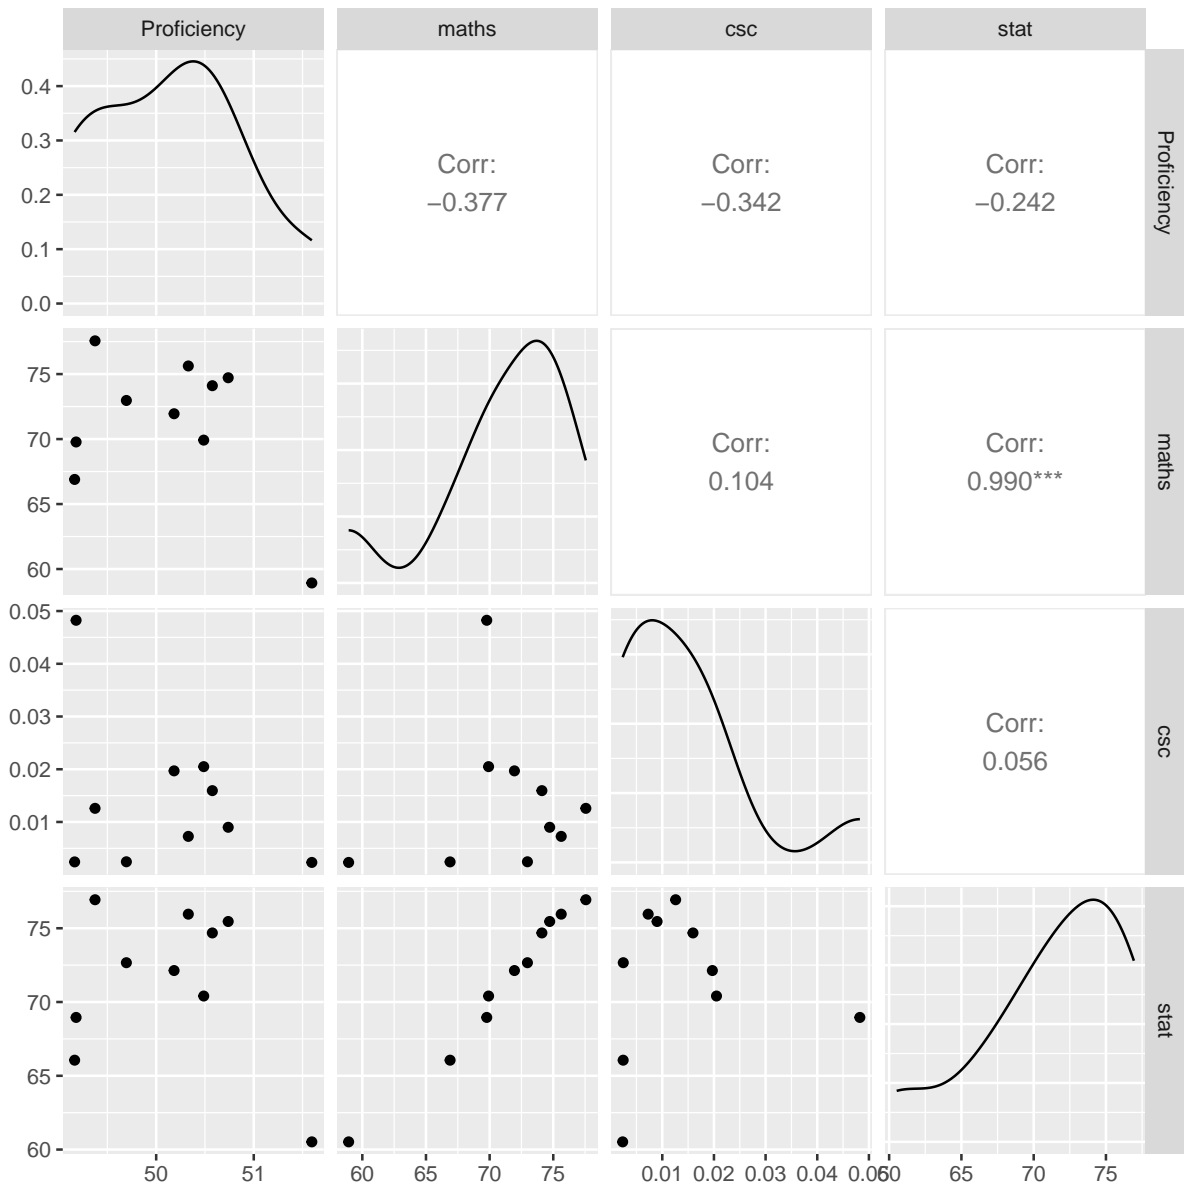 Proficiency maths csc stat
0.4
0.3
0.2
0.1
0.0
Corr:
−0.377
Corr:
−0.342
Corr:
−0.242
Proficiency
75
70
65
60
Corr:
0.104
Corr:
0.990***
maths
0.05
0.04
0.03
0.02
0.01
Corr:
0.056
csc
75
70
65
60
stat
50 51 60 65 70 75 0.01 0.02 0.03 0.04 0.05 60 65 70 75